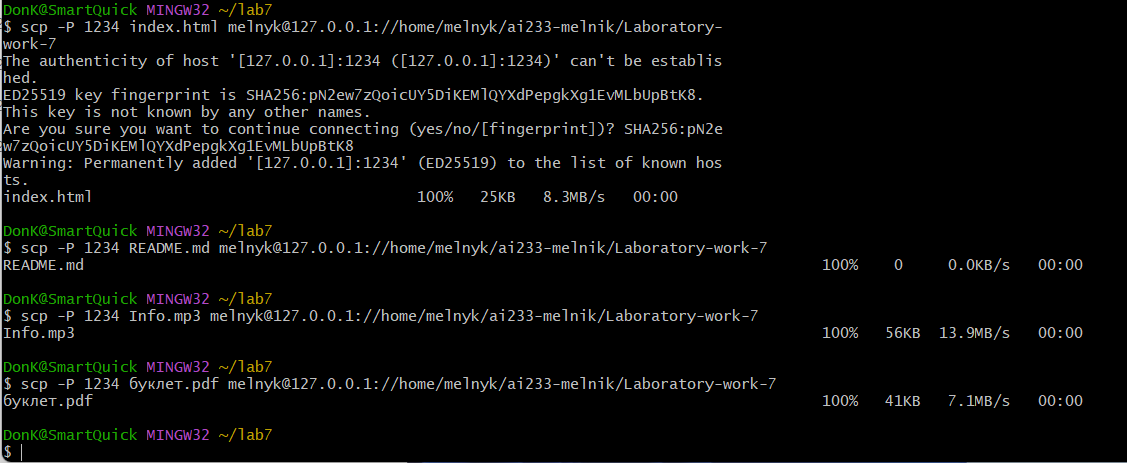 DonK@SmartQuick MINGW32 ~/lab7
$ scp -P 1234 index.html melnyk@127.0.0.1://home/melnyk/ai233-melnik/Laboratory-
work-7
The authenticity of host '[127.0.0.1]:1234 ([127.0.0.1]:1234)' can't be establis
hed.
ED25519 key fingerprint is SHA256:pN2ew7zQoicUY5DiKEMlQYXdPepgkXg1EvMLbUpBtK8.
This key is not known by any other names.
Are you sure you want to continue connecting (yes/no/[fingerprint])? SHA256:pN2e
w7zQoicUY5DiKEMlQYXdPepgkXg1EvMLbUpBtK8
Warning: Permanently added '[127.0.0.1]:1234' (ED25519) to the list of known hos
ts.
index.html 100% 25KB 8.3MB/s 00:00
DonK@SmartQuick MINGW32 ~/lab7
$ scp -P 1234 README.md melnyk@127.0.0.1://home/melnyk/ai233-melnik/Laboratory-work-7
README.md 100% 0 0.0KB/s 00:00
DonK@SmartQuick MINGW32 ~/lab7
$ scp -P 1234 Info.mp3 melnyk@127.0.0.1://home/melnyk/ai233-melnik/Laboratory-work-7
Info.mp3 100% 56KB 13.9MB/s 00:00
DonK@SmartQuick MINGW32 ~/lab7
$ scp -P 1234 буклет.pdf melnyk@127.0.0.1://home/melnyk/ai233-melnik/Laboratory-work-7
буклет.pdf 100% 41KB 7.1MB/s 00:00
DonK@SmartQuick MINGW32 ~/lab7
$